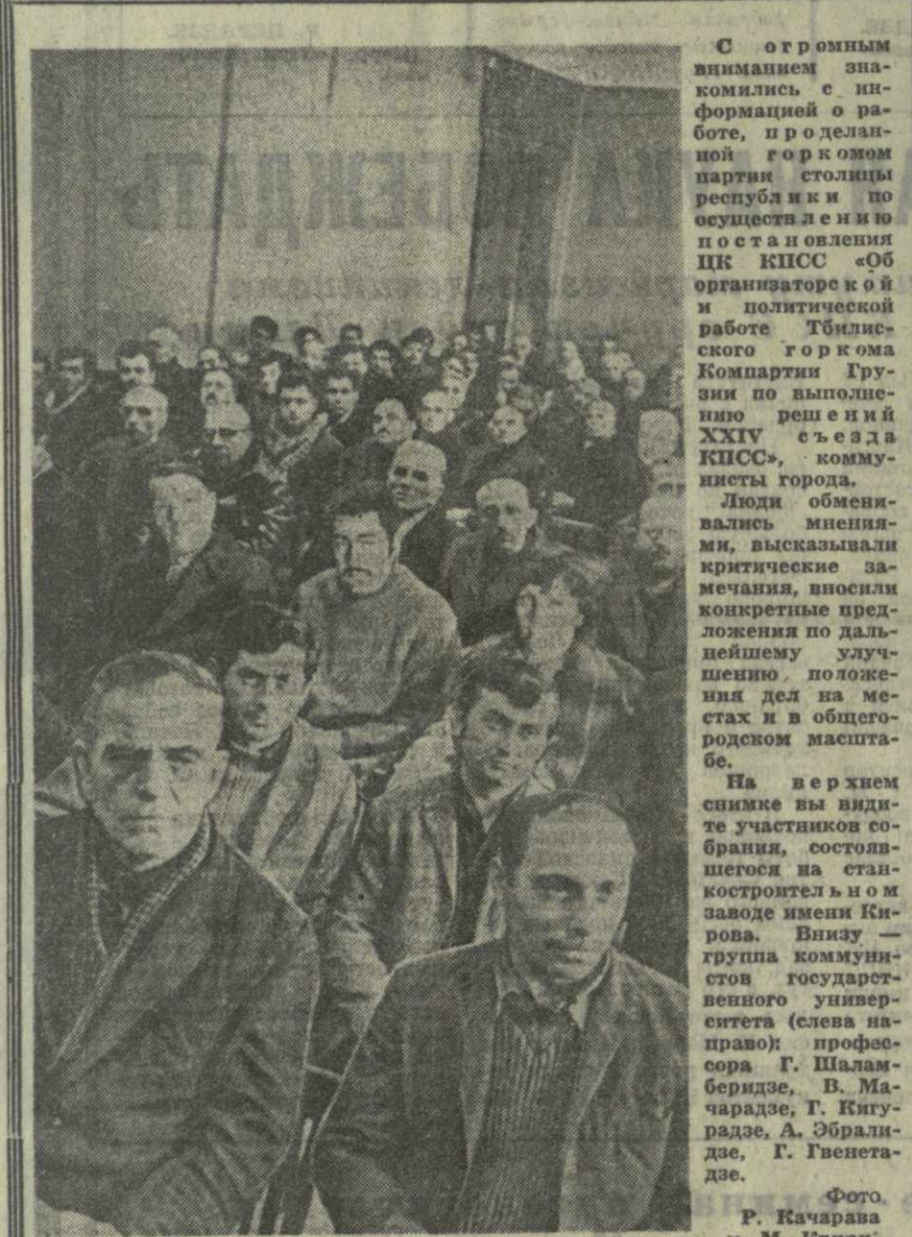 С огромным
вниманием зна-
комились с ин-
формацией о ра-
боте, проделан-
ной горкомом
партии столицы
республики по
осуществлению
постановления
ЦК КПСС «Об
организаторской
и политической
работе Тбилис-
ского горкома
Компартии Гру-
зии по выполне-
нию решений
XXIV съезда
КПСС», комму-
нисты города.
Люди обмени-
вались мнения-
ми, высказывали
критические за-
мечания, вносили
конкретные пред-
ложения по даль-
нейшему улуч-
шению положе-
ния дел на ме-
стах и в общего-
родском масшта-
бе.
На верхнем
снимке вы види-
те участников со-
брания, состояв-
шегося на стан-
костроительном
заводе имени Ки-
рова. Внизу —
группа коммуни-
стов государст-
венного универ-
ситета (слева на-
право): профес-
сора Г. Шалам-
беридзе, В. Ма-
чарадзе, Г. Кигу-
радзе, А. Эбрали-
дзе, Г. Гвенета-
дзе.
Фото
Р. Качарава